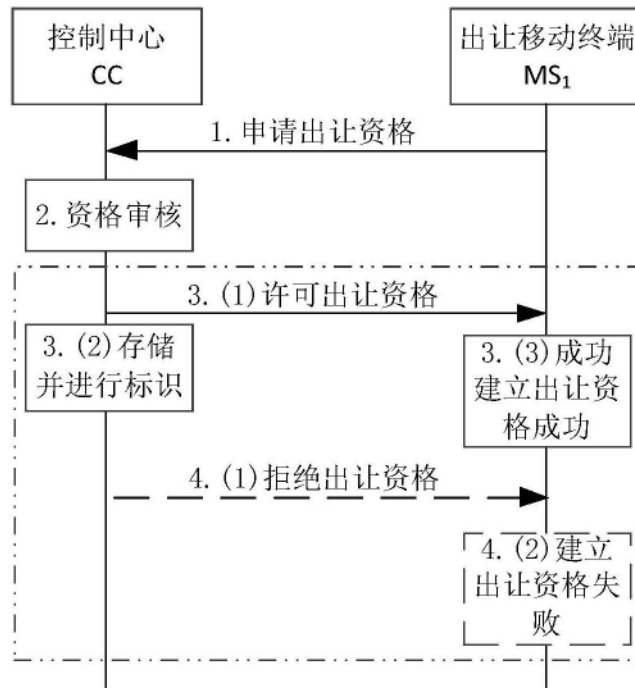 控制中心
CC
出让移动终端
MS₁
1.申请出让资格
2.资格审核
3.(1)许可出让资格
3.(2)存储
并进行标识
3.(3)成功
建立出让资
格成功
4.(1)拒绝出让资格
4.(2)建立
出让资格失
败